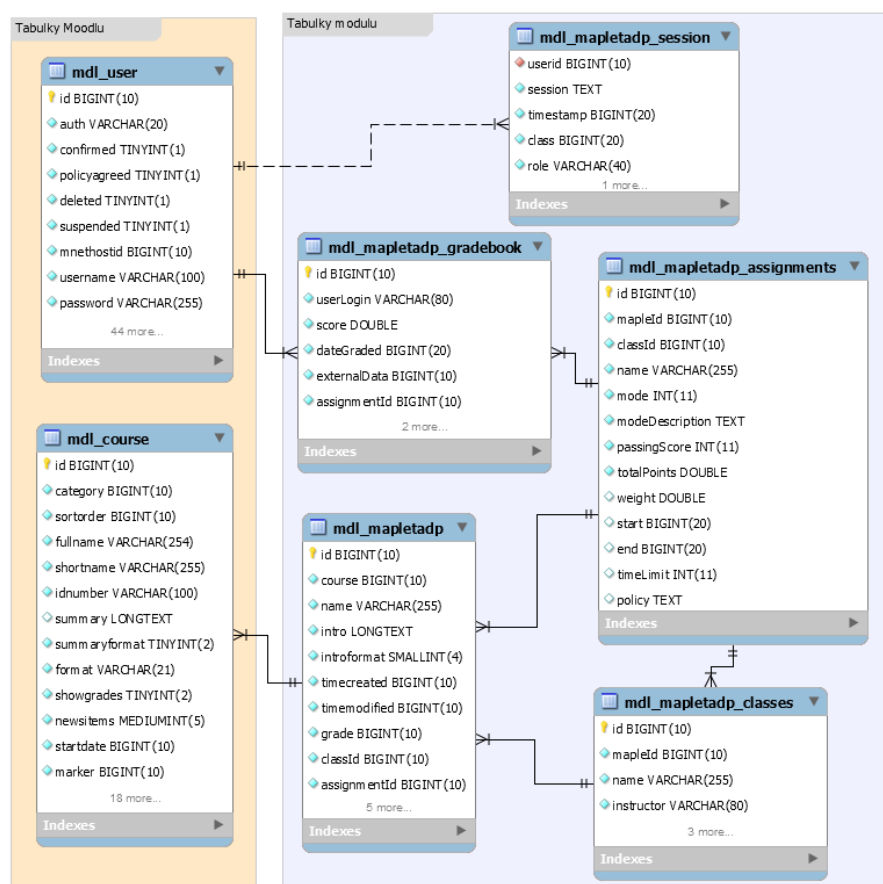 Tabulky Moodlu
mdl_user
id BIGINT(10)
auth VARCHAR(20)
confirmed TINYINT(1)
policyagreed TINYINT(1)
deleted TINYINT(1)
suspended TINYINT(1)
mnethostid BIGINT(10)
username VARCHAR(100)
password VARCHAR(255)
44 more...
Indexes
mdl_course
id BIGINT(10)
category BIGINT(10)
sortorder BIGINT(10)
fullname VARCHAR(254)
shortname VARCHAR(255)
idnumber VARCHAR(100)
summary LONGTEXT
summaryformat TINYINT(2)
format VARCHAR(21)
showgrades TINYINT(2)
newsitems MEDIUMINT(5)
startdate BIGINT(10)
marker BIGINT(10)
18 more...
Indexes
Tabulky modulu
mdl_mapletadp_session
userid BIGINT(10)
session TEXT
timestamp BIGINT(20)
class BIGINT(20)
role VARCHAR(40)
1 more...
Indexes
mdl_mapletadp_gradebook
id BIGINT(10)
userLogin VARCHAR(80)
score DOUBLE
dateGraded BIGINT(20)
externalData BIGINT(10)
assignmentId BIGINT(10)
2 more...
Indexes
mdl_mapletadp_assignments
id BIGINT(10)
mapleId BIGINT(10)
classId BIGINT(10)
name VARCHAR(255)
mode INT(11)
modeDescription TEXT
passingScore INT(11)
totalPoints DOUBLE
weight DOUBLE
start BIGINT(20)
end BIGINT(20)
timeLimit INT(11)
policy TEXT
Indexes
mdl_mapletadp
id BIGINT(10)
course BIGINT(10)
name VARCHAR(255)
intro LONGTEXT
introformat SMALLINT(4)
timecreated BIGINT(10)
timemodified BIGINT(10)
grade BIGINT(10)
classId BIGINT(10)
assignmentId BIGINT(10)
5 more...
Indexes
mdl_mapletadp_classes
id BIGINT(10)
mapleId BIGINT(10)
name VARCHAR(255)
instructor VARCHAR(80)
3 more...
Indexes